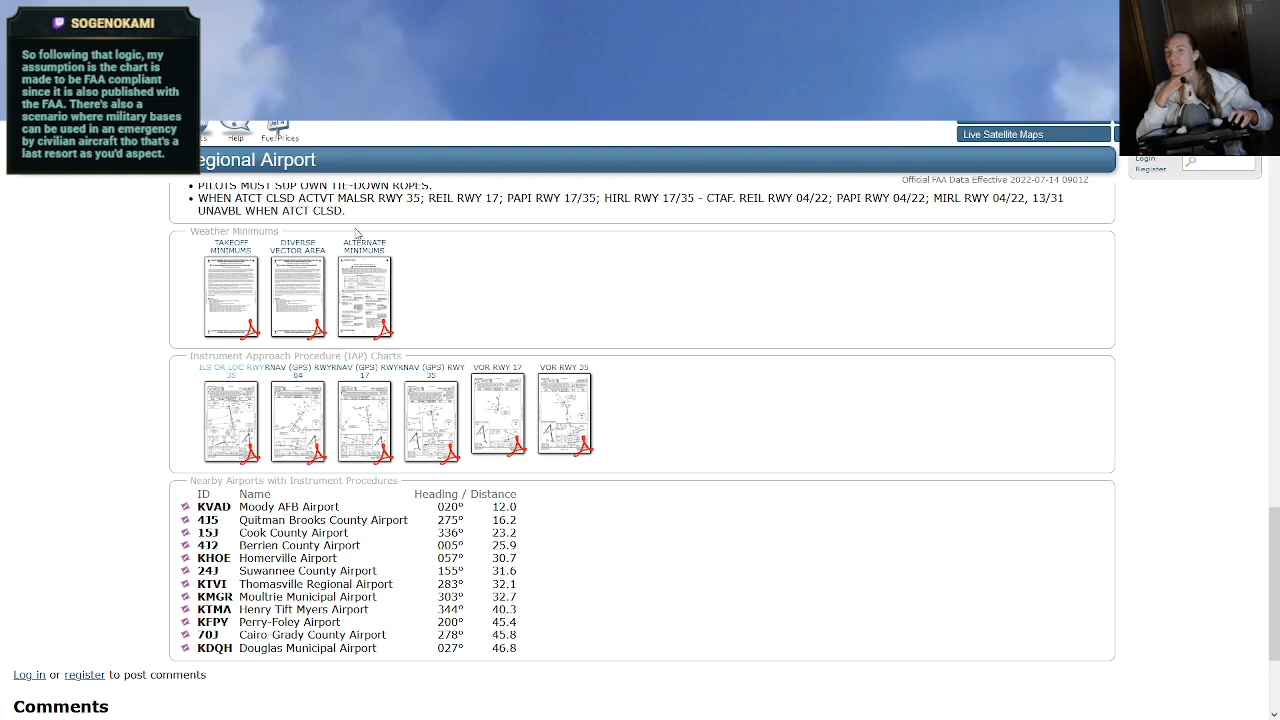 SOGENOKAMI
So following that logic, my
assumption is the chart is
made to be FAA compliant
since it is also published with
the FAA. There's also a
scenario where military bases
can be used in an emergency
by civilian aircraft tho that's a
last resort as you'd aspect.
Help
Fuel Prices
Live Satellite Maps
egional Airport
Login
Register
Official FAA Data Effective 2022-07-14 0901Z
• PILOTS MUST SUP OWN TIE-DOWN ROPES.
• WHEN ATCT CLSD ACTVT MALSR RWY 35; REIL RWY 17; PAPI RWY 17/35; HIRL RWY 17/35 - CTAF. REIL RWY 04/22; PAPI RWY 04/22; MIRL RWY 04/22, 13/31
UNAVBL WHEN ATCT CLSD.
Weather Minimums
TAKEOFF
MINIMUMS
DIVERSE
VECTOR AREA
ALTERNATE
MINIMUMS
Instrument Approach Procedure (IAP) Charts
ILS OR LOC RWY
35
RNAV (GPS) RWY
04
RNAV (GPS) RWY
17
RNAV (GPS) RWY
35
VOR RWY 17
VOR RWY 35
Nearby Airports with Instrument Procedures
ID Name Heading / Distance
KVAD Moody AFB Airport 020° 12.0
4J5 Quitman Brooks County Airport 275° 16.2
15J Cook County Airport 336° 23.2
4J2 Berrien County Airport 005° 25.9
KHOE Homerville Airport 057° 30.7
24J Suwannee County Airport 155° 31.6
KTVI Thomasville Regional Airport 283° 32.1
KMGR Moultrie Municipal Airport 303° 32.7
KTMA Henry Tift Myers Airport 344° 40.3
KFPY Perry-Foley Airport 200° 45.4
70J Cairo-Grady County Airport 278° 45.8
KDQH Douglas Municipal Airport 027° 46.8
Log in or register to post comments
Comments